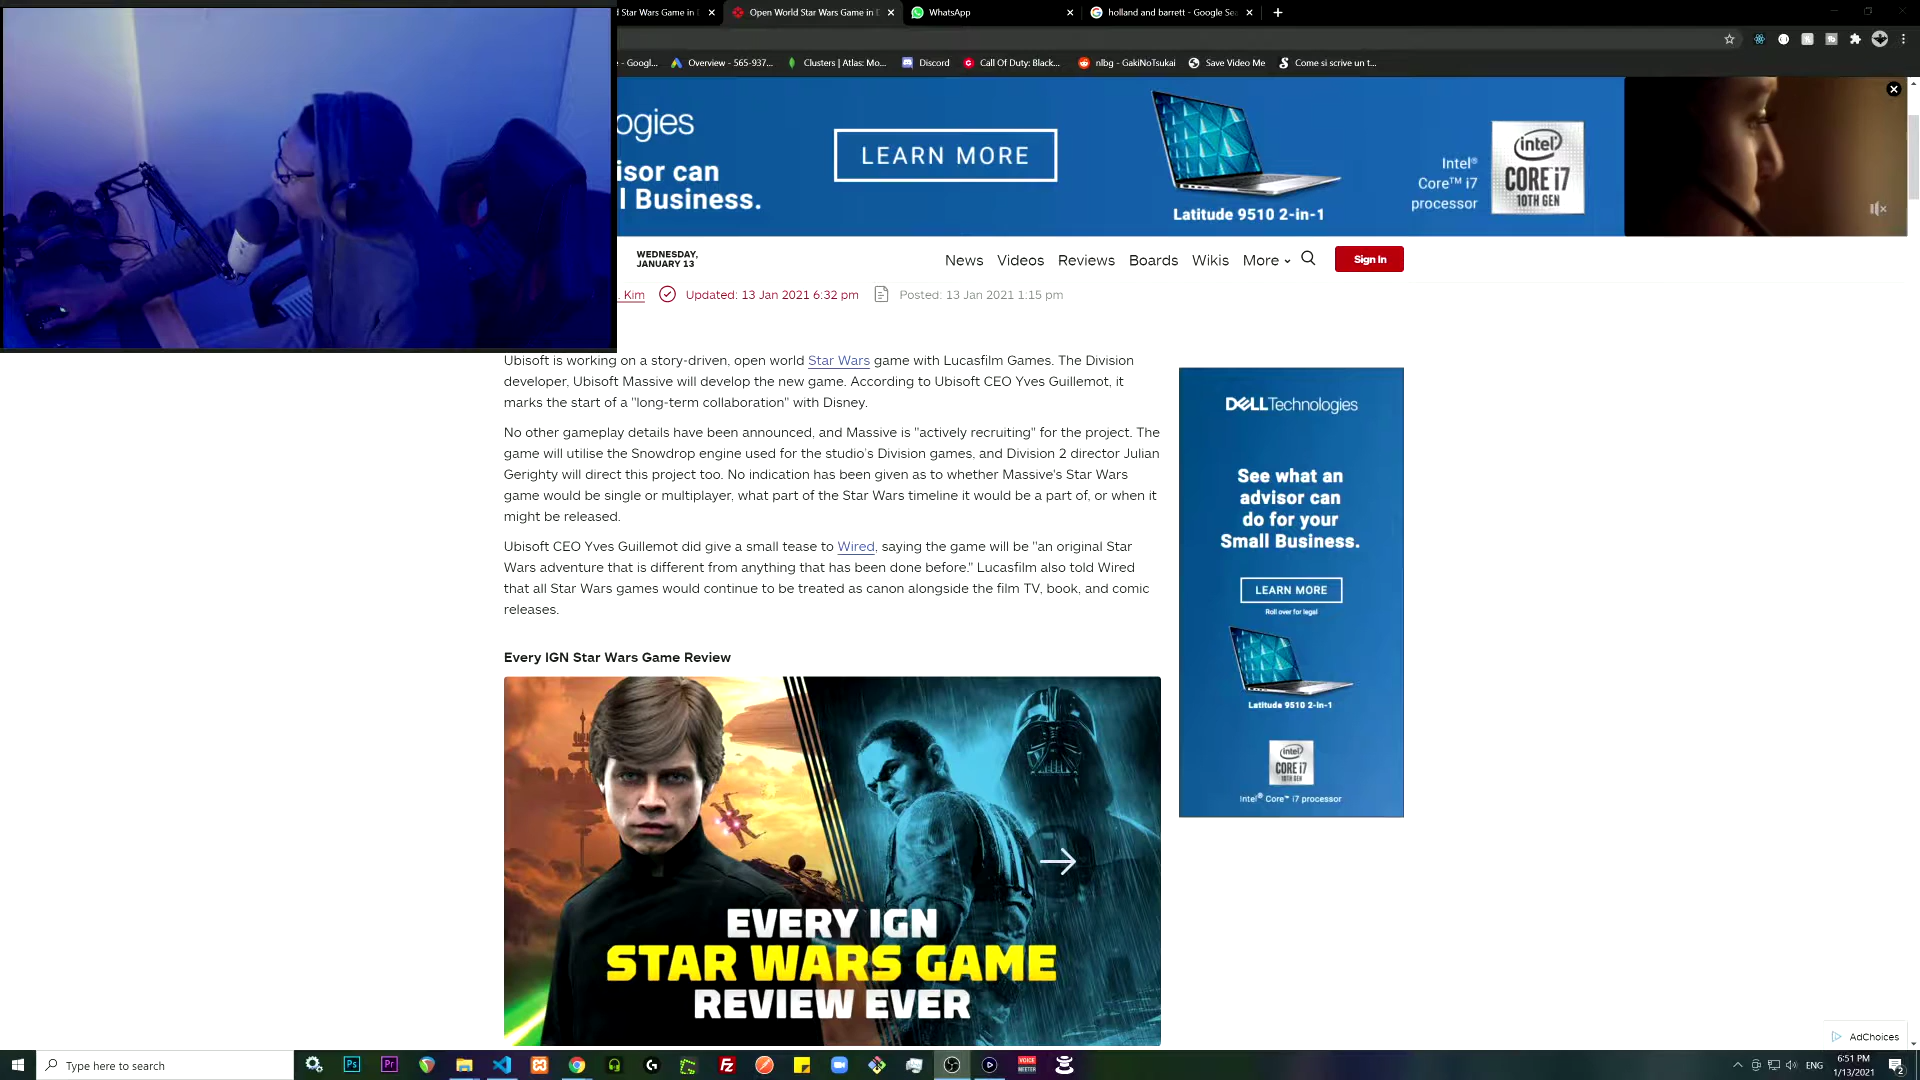 d Star Wars Game in
Open World Star Wars Game in
WhatsApp
holland and barrett - Google Se
e - Googl...
Overview - 565-937...
Clusters | Atlas: Mo...
Discord
Call Of Duty: Black...
nlbg - GakiNoTsukai
Save Video Me
Come si scrive un t...
ogies
isor can
l Business.
LEARN MORE
Latitude 9510 2-in-1
Intel®
Core™ i7
processor
intel
CORE i7
10TH GEN
WEDNESDAY,
JANUARY 13
News Videos Reviews Boards Wikis More
Sign In
. Kim
Updated: 13 Jan 2021 6:32 pm
Posted: 13 Jan 2021 1:15 pm
Ubisoft is working on a story-driven, open world Star Wars game with Lucasfilm Games. The Division
developer, Ubisoft Massive will develop the new game. According to Ubisoft CEO Yves Guillemot, it
marks the start of a "long-term collaboration" with Disney.
No other gameplay details have been announced, and Massive is "actively recruiting" for the project. The
game will utilise the Snowdrop engine used for the studio's Division games, and Division 2 director Julian
Gerighty will direct this project too. No indication has been given as to whether Massive's Star Wars
game would be single or multiplayer, what part of the Star Wars timeline it would be a part of, or when it
might be released.
Ubisoft CEO Yves Guillemot did give a small tease to Wired, saying the game will be "an original Star
Wars adventure that is different from anything that has been done before." Lucasfilm also told Wired
that all Star Wars games would continue to be treated as canon alongside the film TV, book, and comic
releases.
Every IGN Star Wars Game Review
EVERY IGN
STAR WARS GAME
REVIEW EVER
DELLTechnologies
See what an
advisor can
do for your
Small Business.
LEARN MORE
Roll over for legal
Latitude 9510 2-in-1
intel
CORE i7
10TH GEN
Intel® Core™ i7 processor
AdChoices
Type here to search
Ps
Pr
FZ
VOICE
MEETER
ENG
6:51 PM
1/13/2021
2